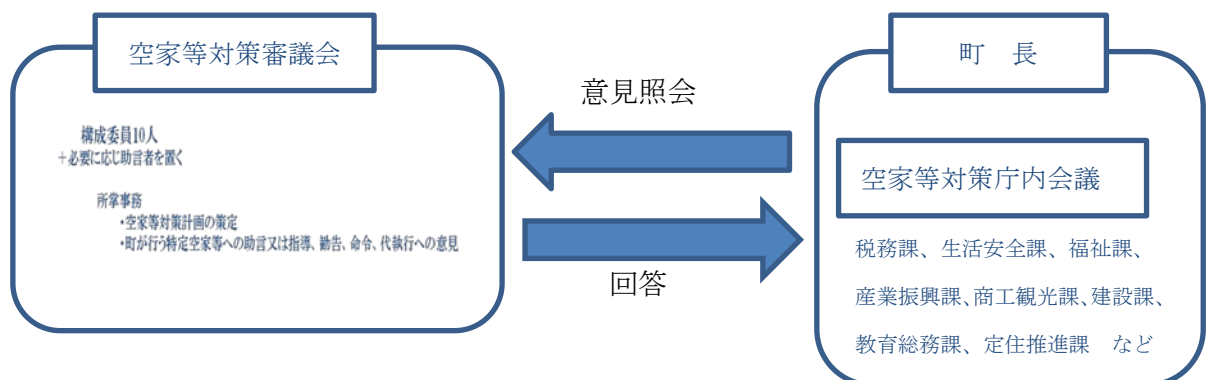 空家等対策審議会
構成委員10人
+必要に応じ助言者を置く
所掌事務
・空家等対策計画の策定
・町が行う特定空家等への助言又は指導、勧告、命令、代執行への意見
意見照会
回答
町　長
空家等対策庁内会議
税務課、生活安全課、福祉課、
産業振興課、商工観光課、建設課、
教育総務課、定住推進課　など